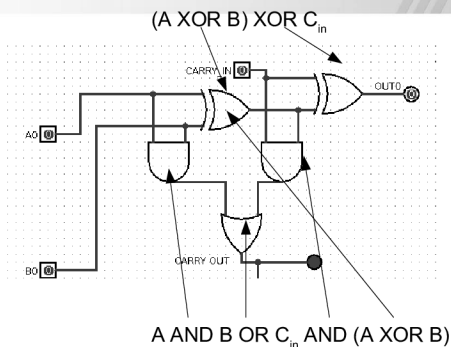 (A XOR B) XOR Cin
CARRY IN
OUT0
A0
B0
CARRY OUT
A AND B OR Cin AND (A XOR B)